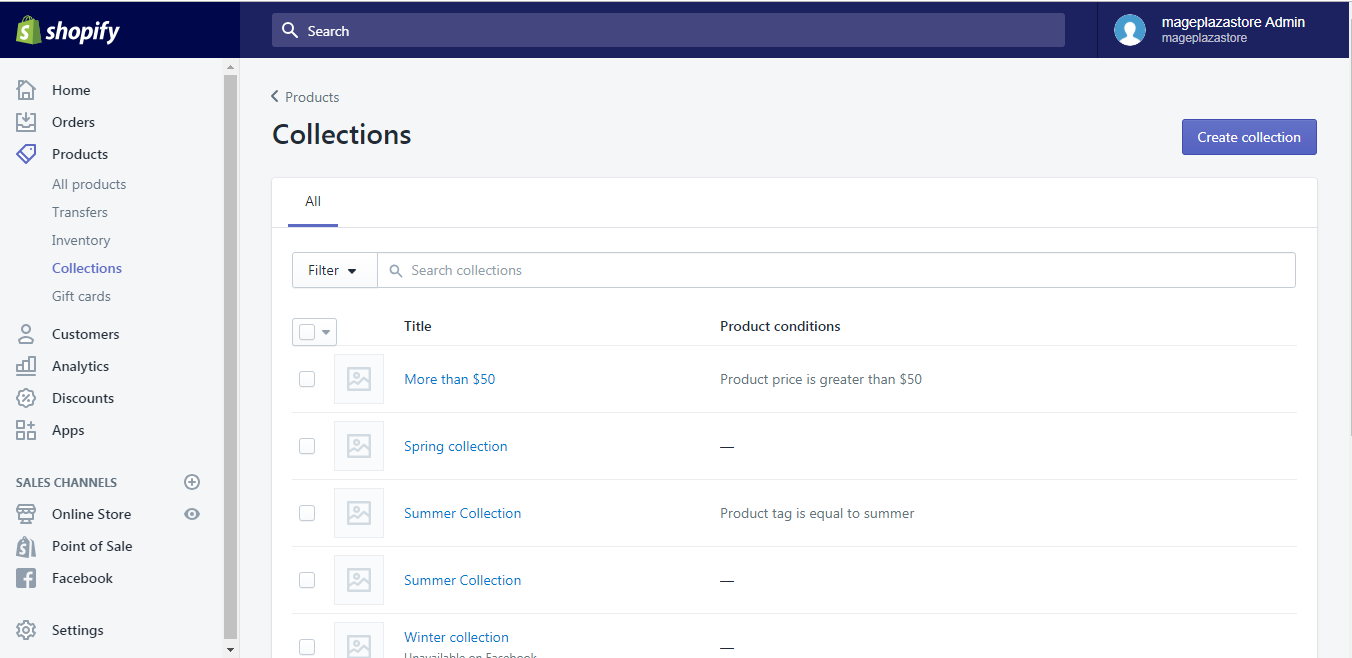 shopify
Search
mageplazastore Admin
mageplazastore
Home
Orders
Products
All products
Transfers
Inventory
Collections
Gift cards
Customers
Analytics
Discounts
Apps
SALES CHANNELS
Online Store
Point of Sale
Facebook
Settings
Products
Collections
Create collection
All
Filter
Search collections
Title Product conditions
More than $50 Product price is greater than $50
Spring collection —
Summer Collection Product tag is equal to summer
Summer Collection —
Winter collection —
Unavailable on Facebook